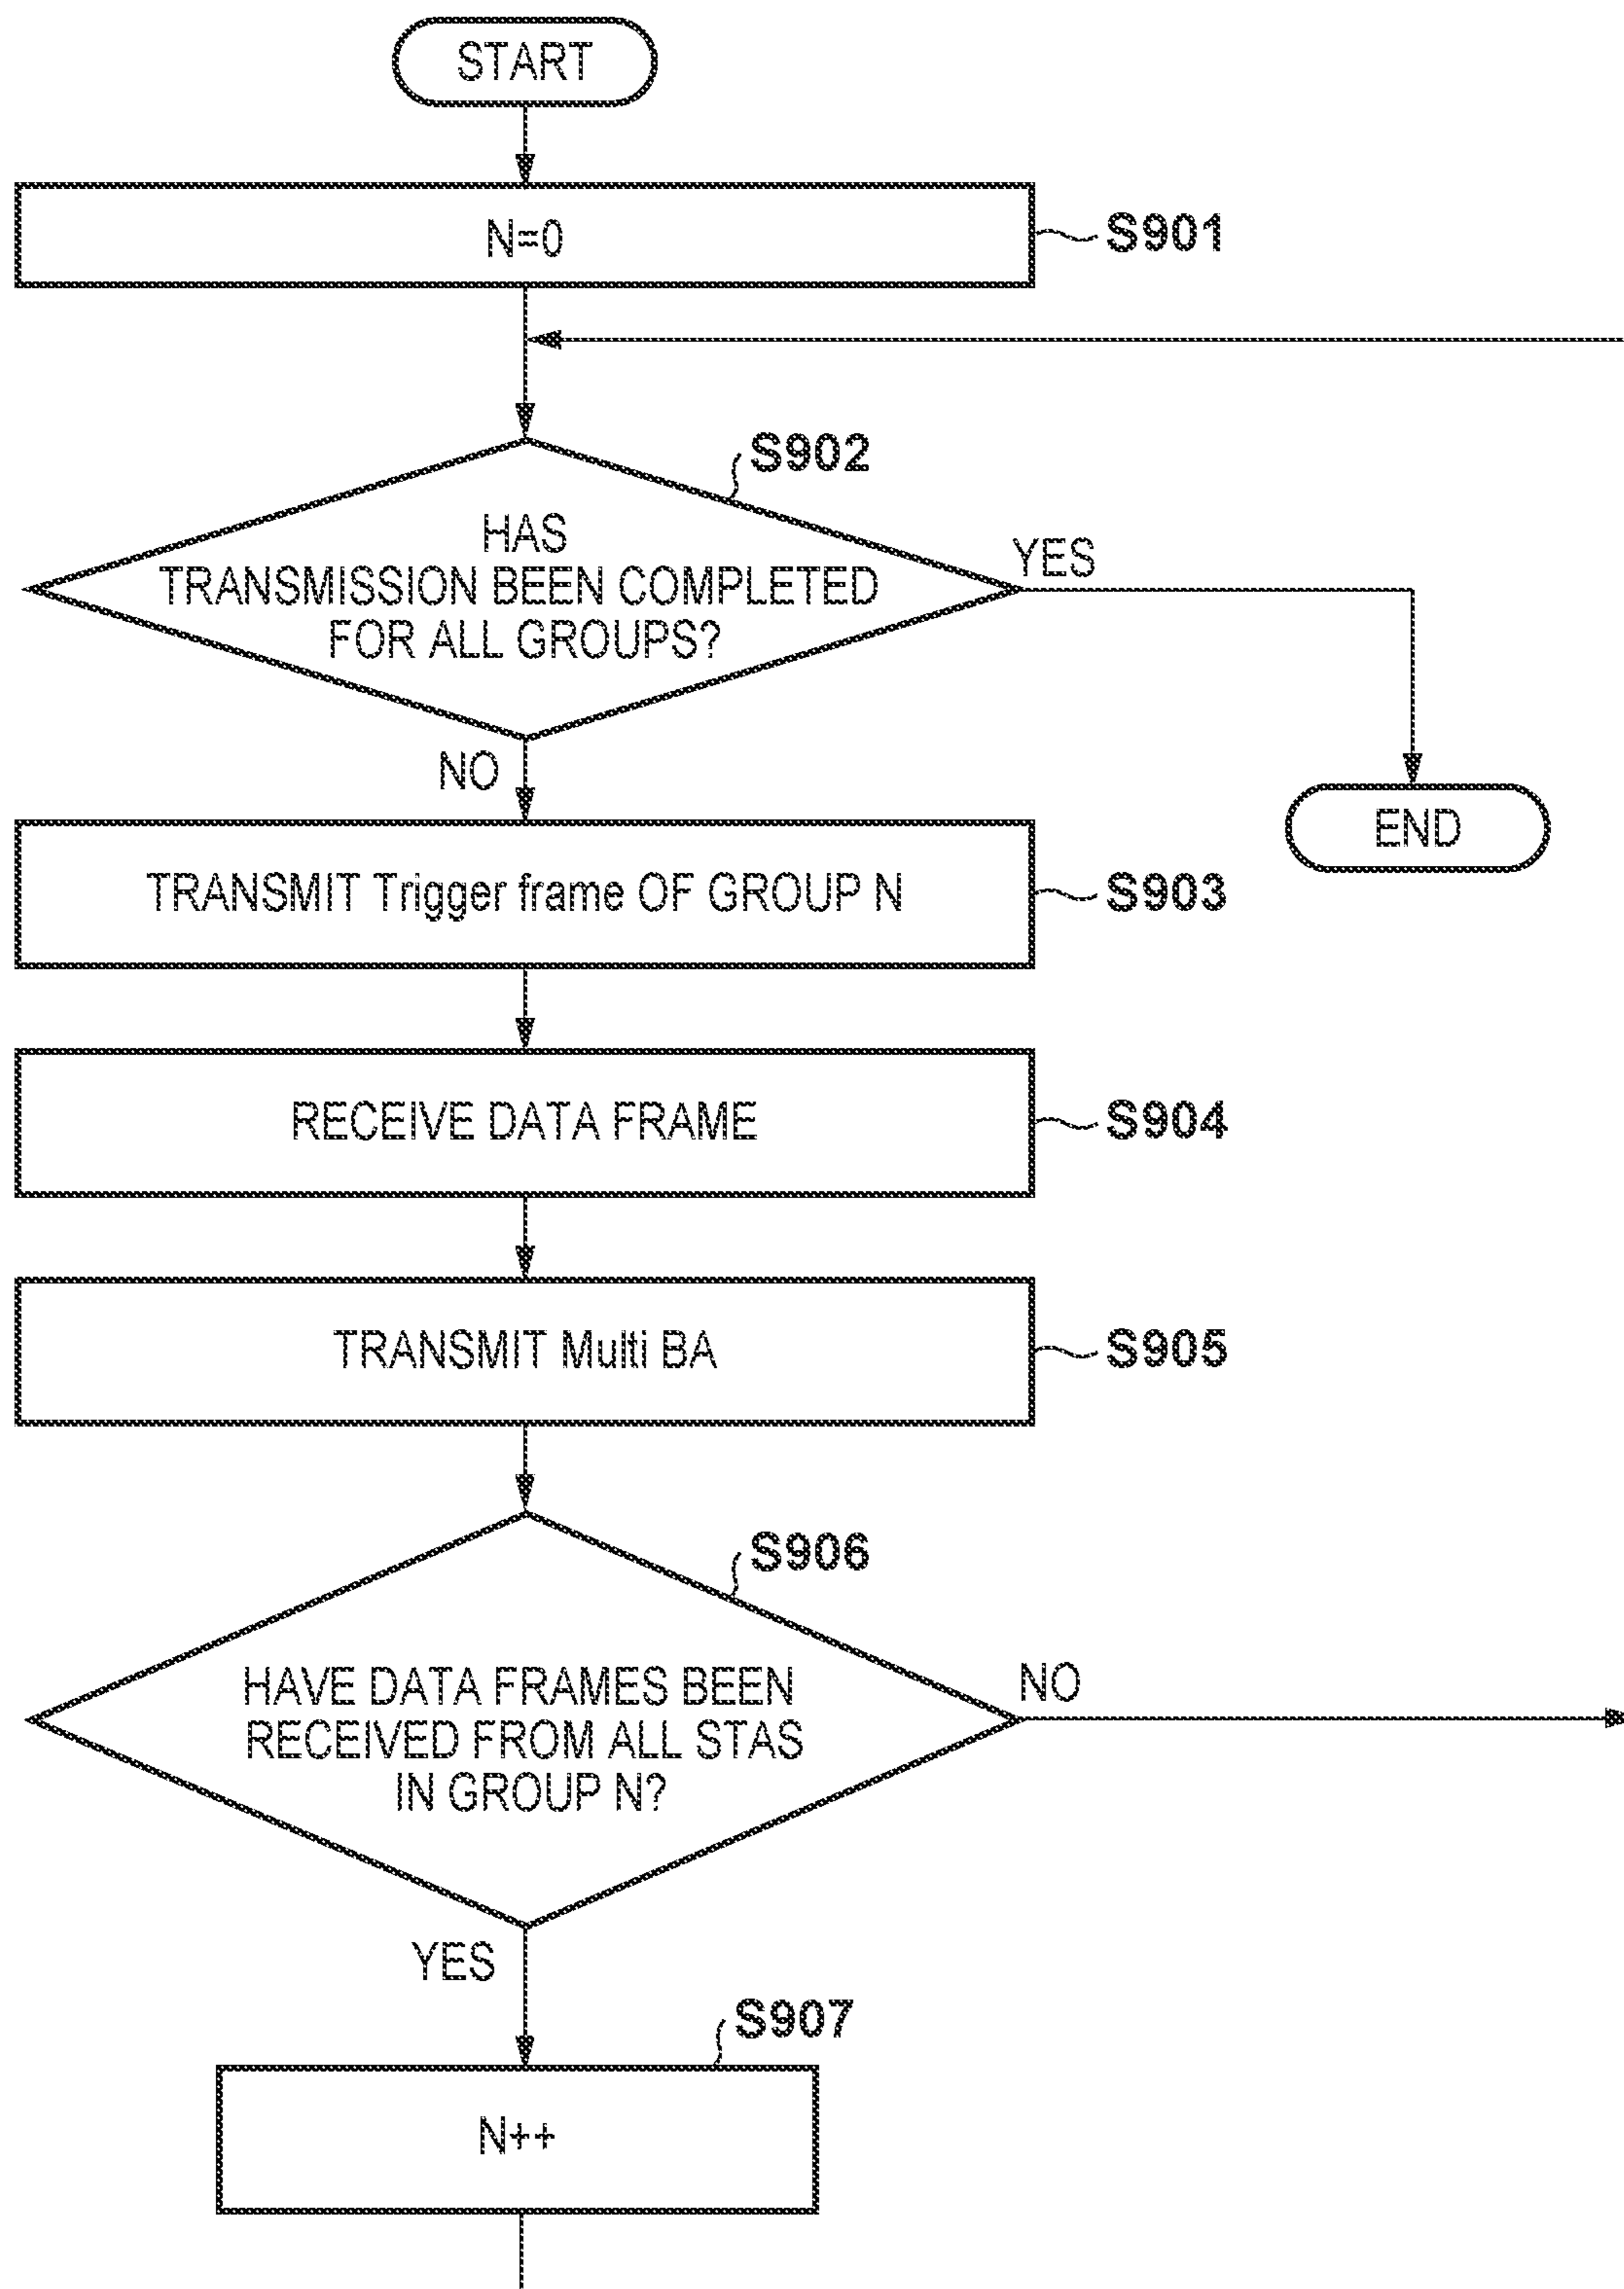 START
N=0
S901
S902
HAS
TRANSMISSION BEEN COMPLETED
FOR ALL GROUPS?
YES
NO
END
TRANSMIT Trigger frame OF GROUP N
S903
RECEIVE DATA FRAME
S904
TRANSMIT Multi BA
S905
S906
HAVE DATA FRAMES BEEN
RECEIVED FROM ALL STAS
IN GROUP N?
NO
YES
S907
N++